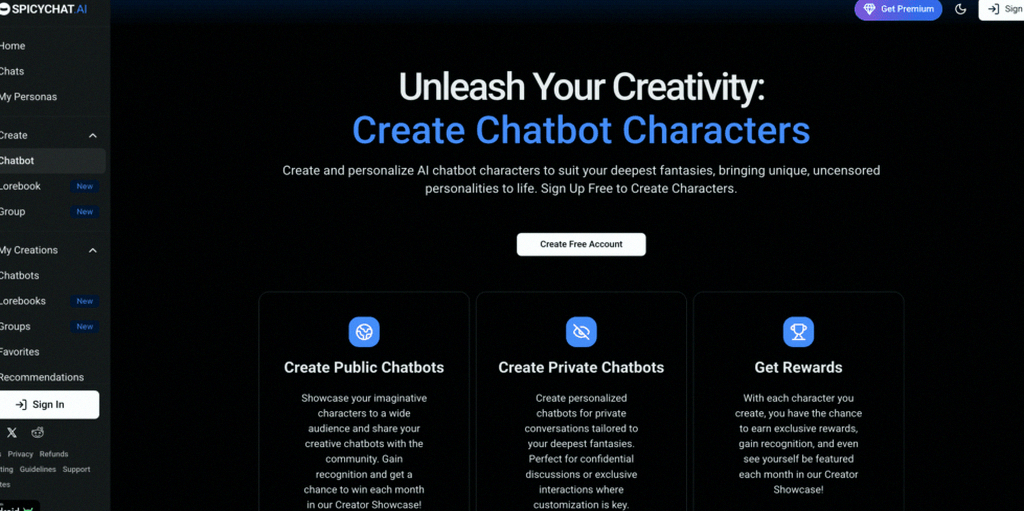 SPICYCHAT.AI
Get Premium
Sign
Home
Chats
My Personas
Create
Chatbot
Lorebook New
Group New
My Creations
Chatbots
Lorebooks New
Groups New
Favorites
Recommendations
Sign In
Privacy Refunds
Guidelines Support
Unleash Your Creativity:
Create Chatbot Characters
Create and personalize AI chatbot characters to suit your deepest fantasies, bringing unique, uncensored
personalities to life. Sign Up Free to Create Characters.
Create Free Account
Create Public Chatbots
Showcase your imaginative
characters to a wide
audience and share your
creative chatbots with the
community. Gain
recognition and get a
chance to win each month
in our Creator Showcase!
Create Private Chatbots
Create personalized
chatbots for private
conversations tailored to
your deepest fantasies.
Perfect for confidential
discussions or exclusive
interactions where
customization is key.
Get Rewards
With each character you
create, you have the chance
to earn exclusive rewards,
gain recognition, and even
see yourself be featured
each month in our Creator
Showcase!